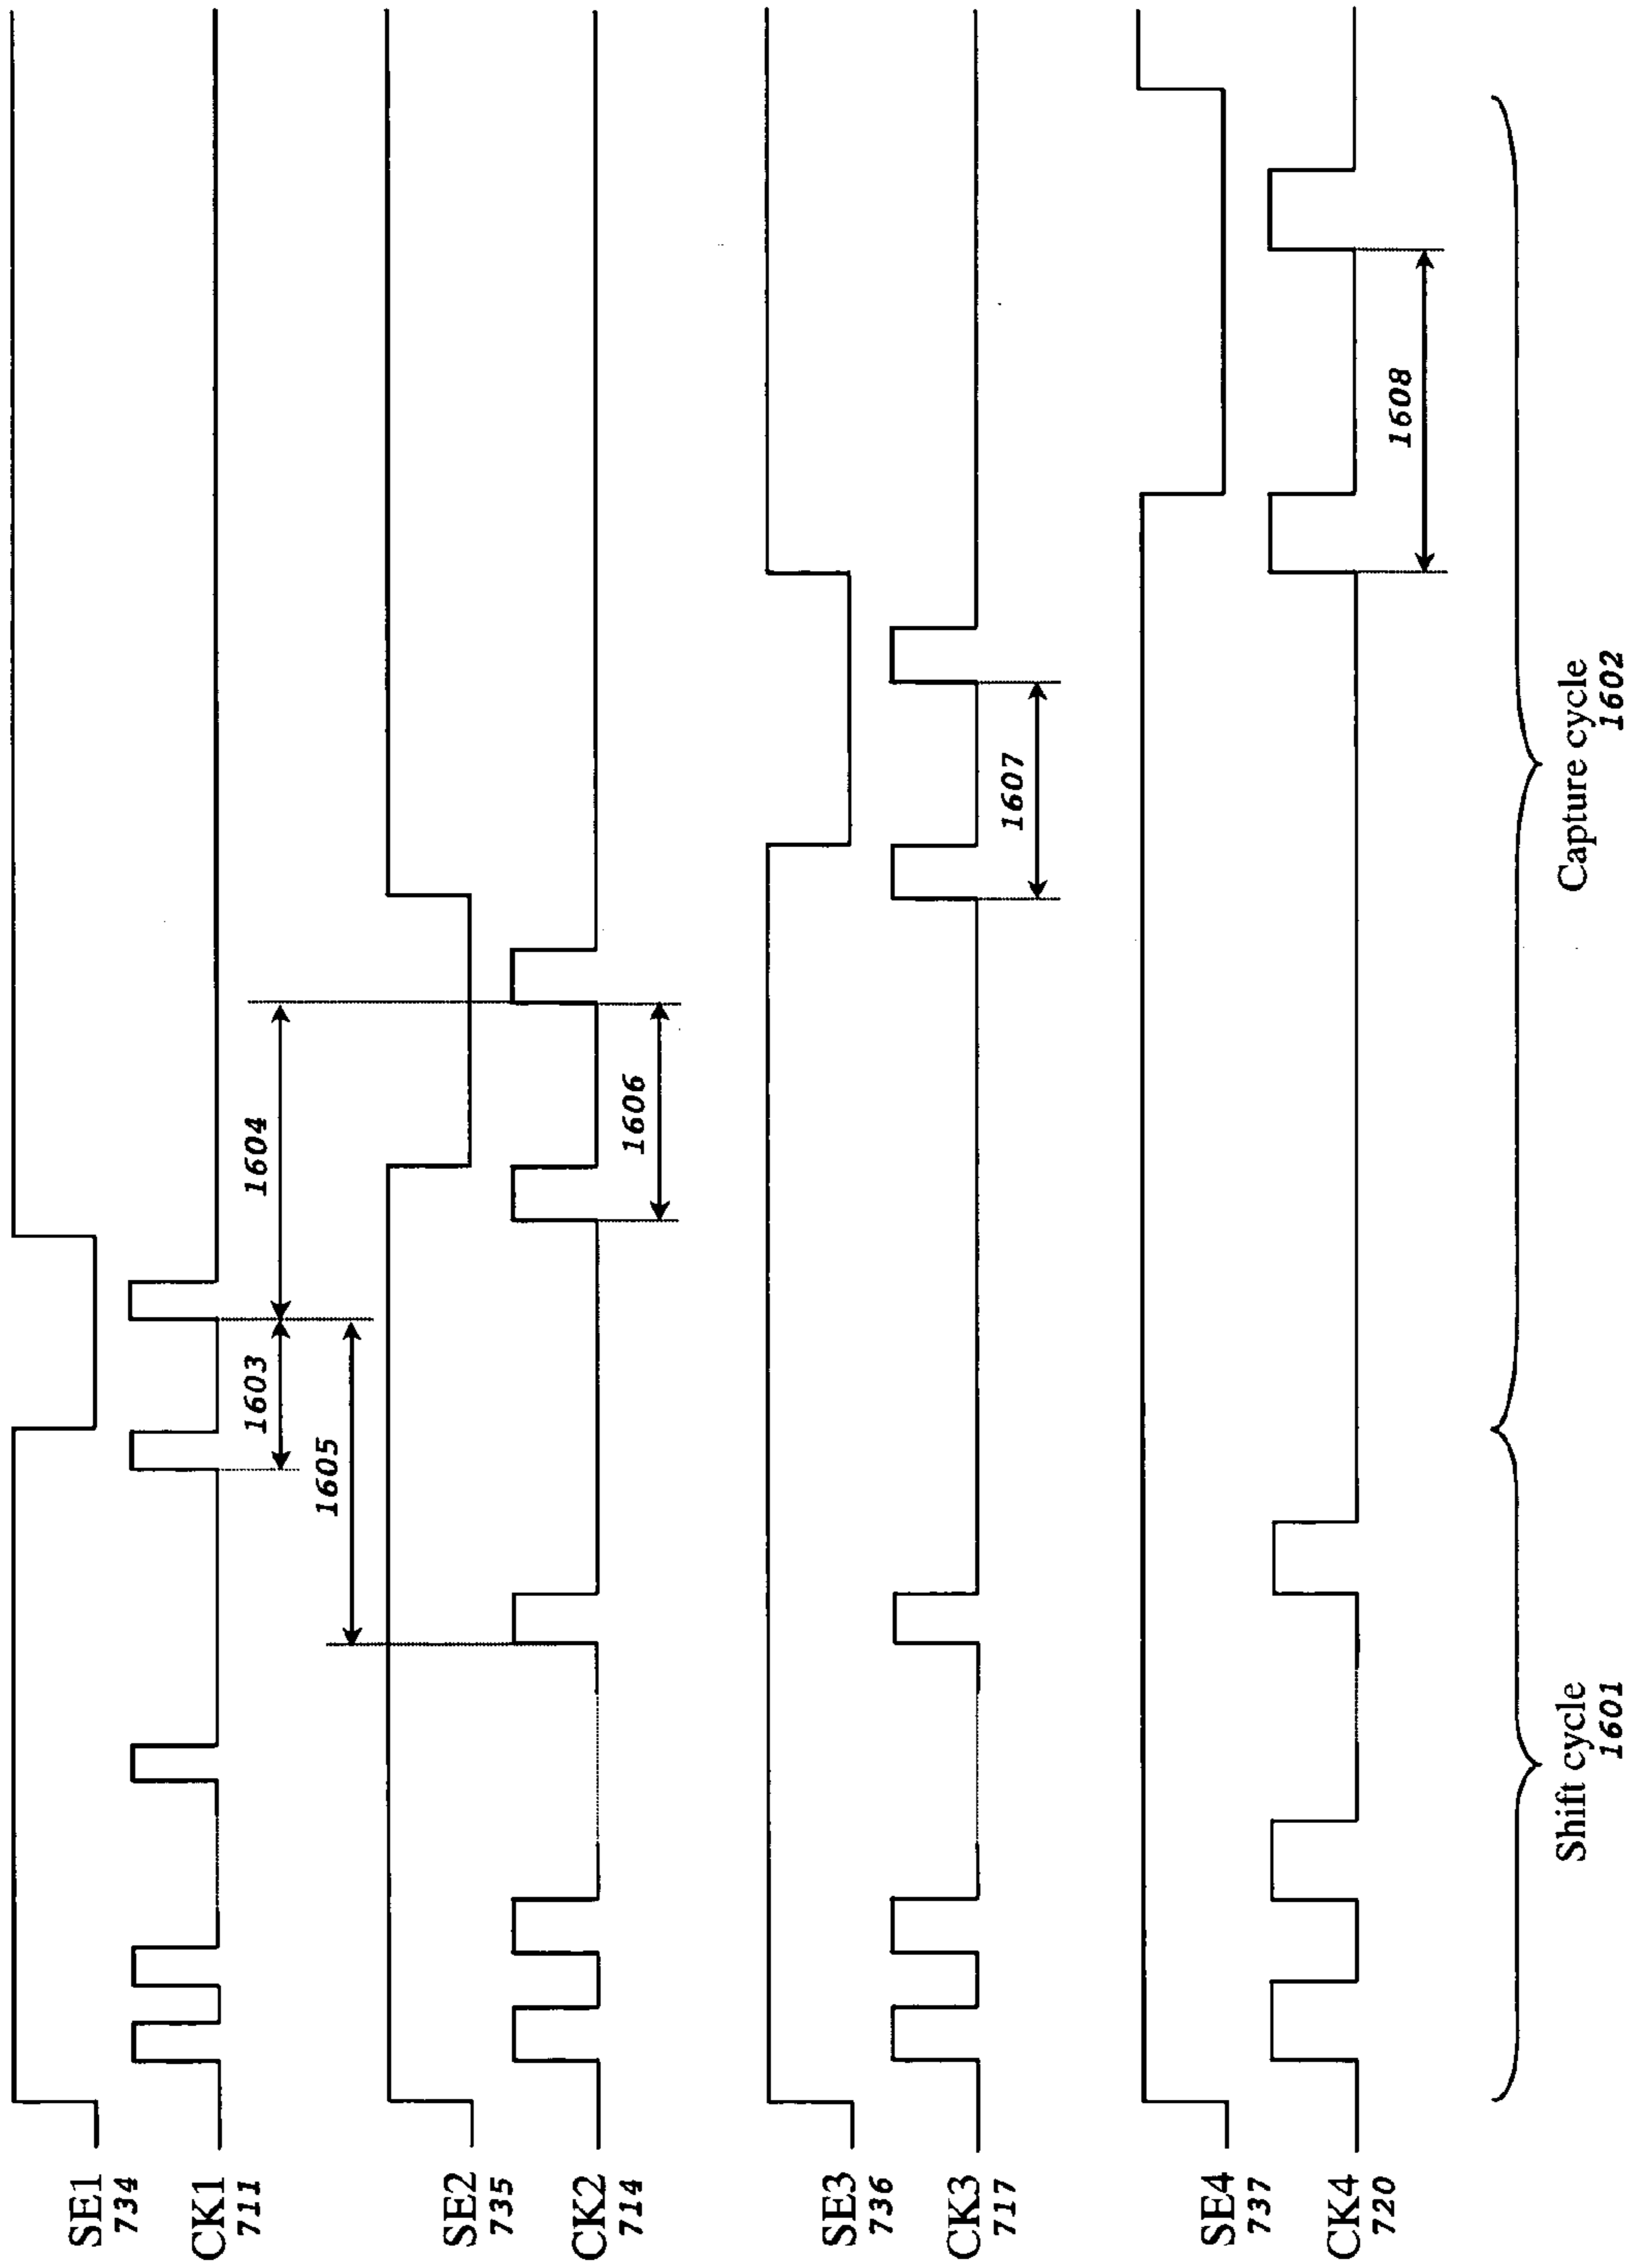 SE1
734
CK1
711
1603
1604
1605
SE2
735
CK2
714
1606
SE3
736
CK3
717
1607
SE4
737
CK4
720
1608
Shift cycle
1601
Capture cycle
1602